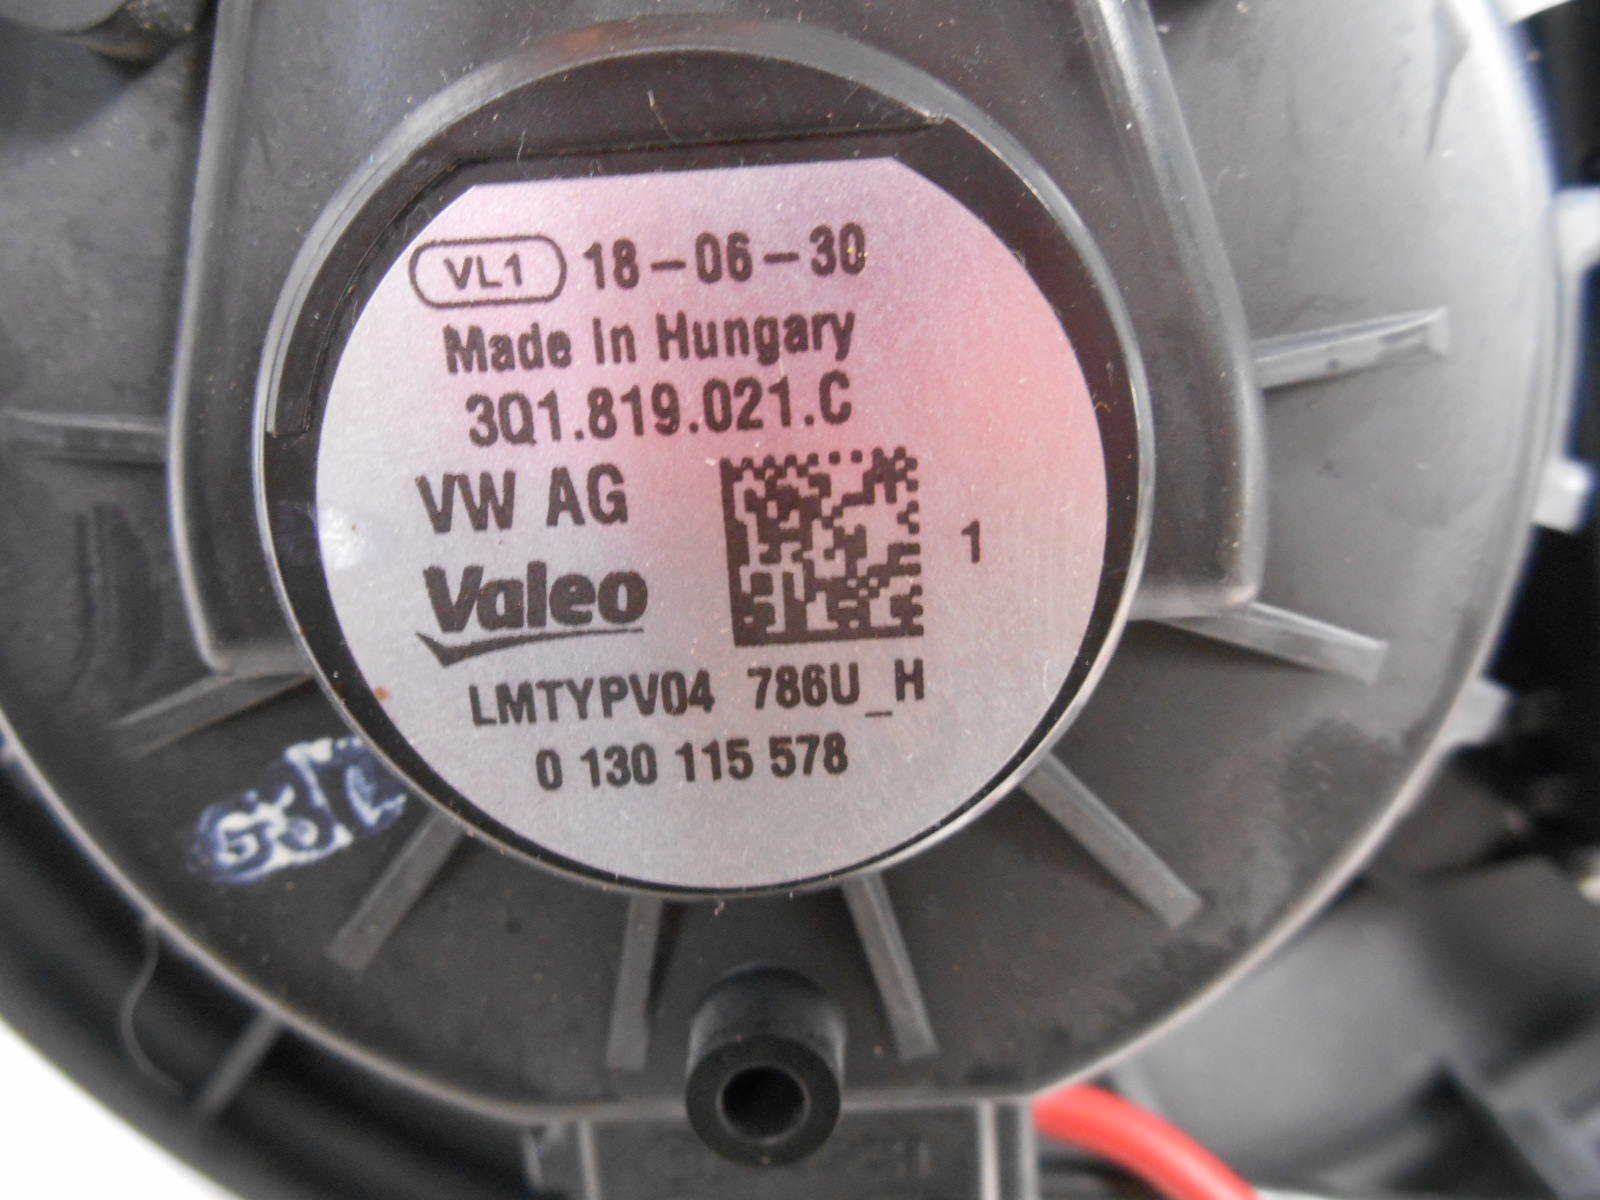 VL1 18-06-30
Made in Hungary
3Q1.819.021.C
VW AG
1
Valeo
LMTYPV04 786U_H
0 130 115 578